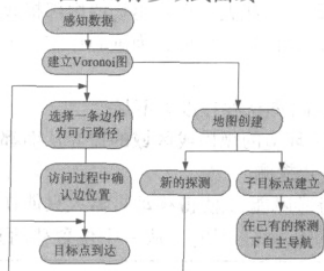 感知数据
建立Voronoi图
选择一条边作
为可行路径
地图创建
访问过程中确
认边位置
新的探测
子目标点建立
目标点到达
在已有的探测
下自主导航